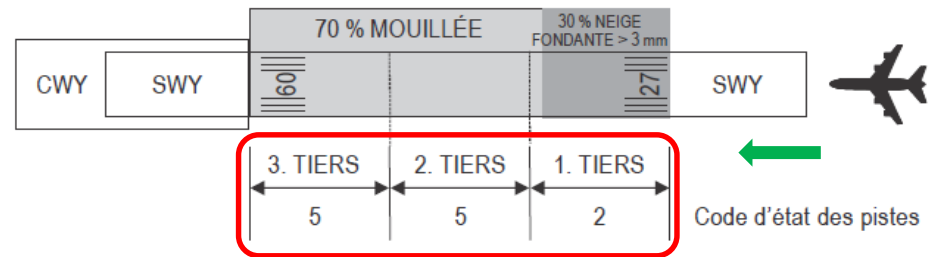 70 % MOUILLÉE
30 % NEIGE
FONDANTE > 3 mm
CWY
SWY
09
27
SWY
3. TIERS
2. TIERS
1. TIERS
5
5
2
Code d'état des pistes